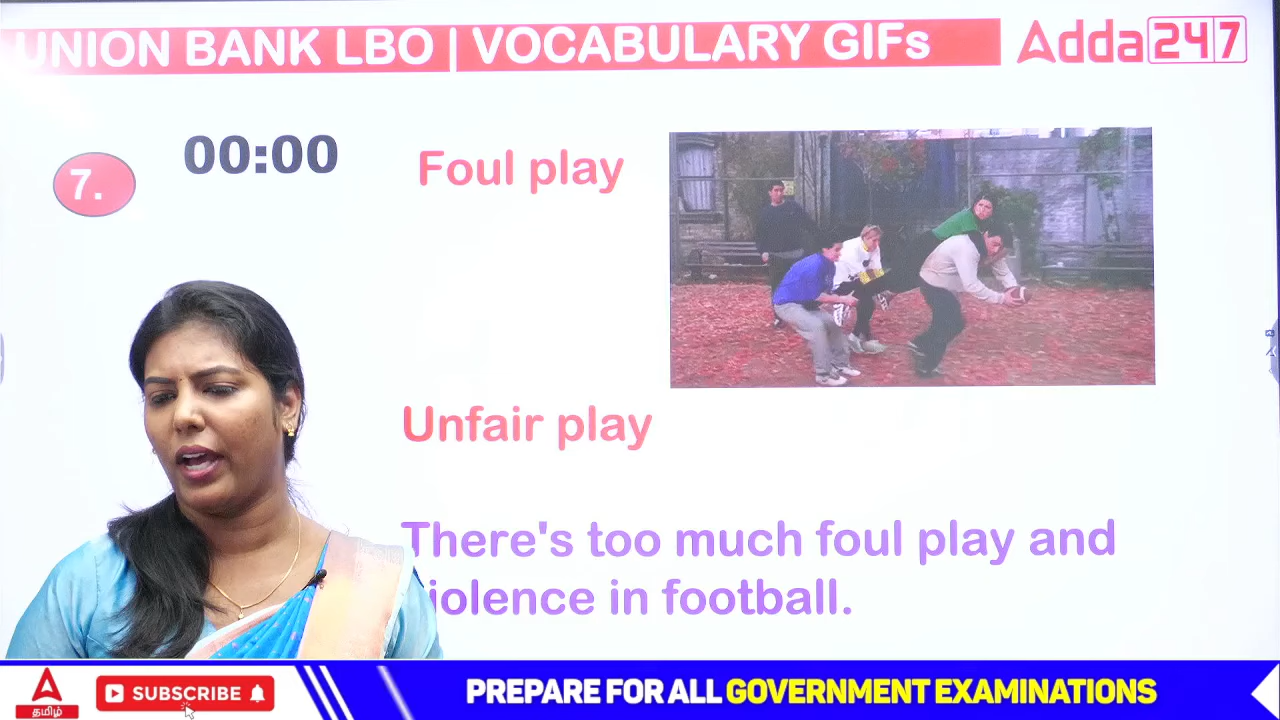 UNION BANK LBO | VOCABULARY GIFs
Adda247
7.
00:00
Foul play
Unfair play
There's too much foul play and
iolence in football.
தமிழ்
SUBSCRIBE
PREPARE FOR ALL GOVERNMENT EXAMINATIONS